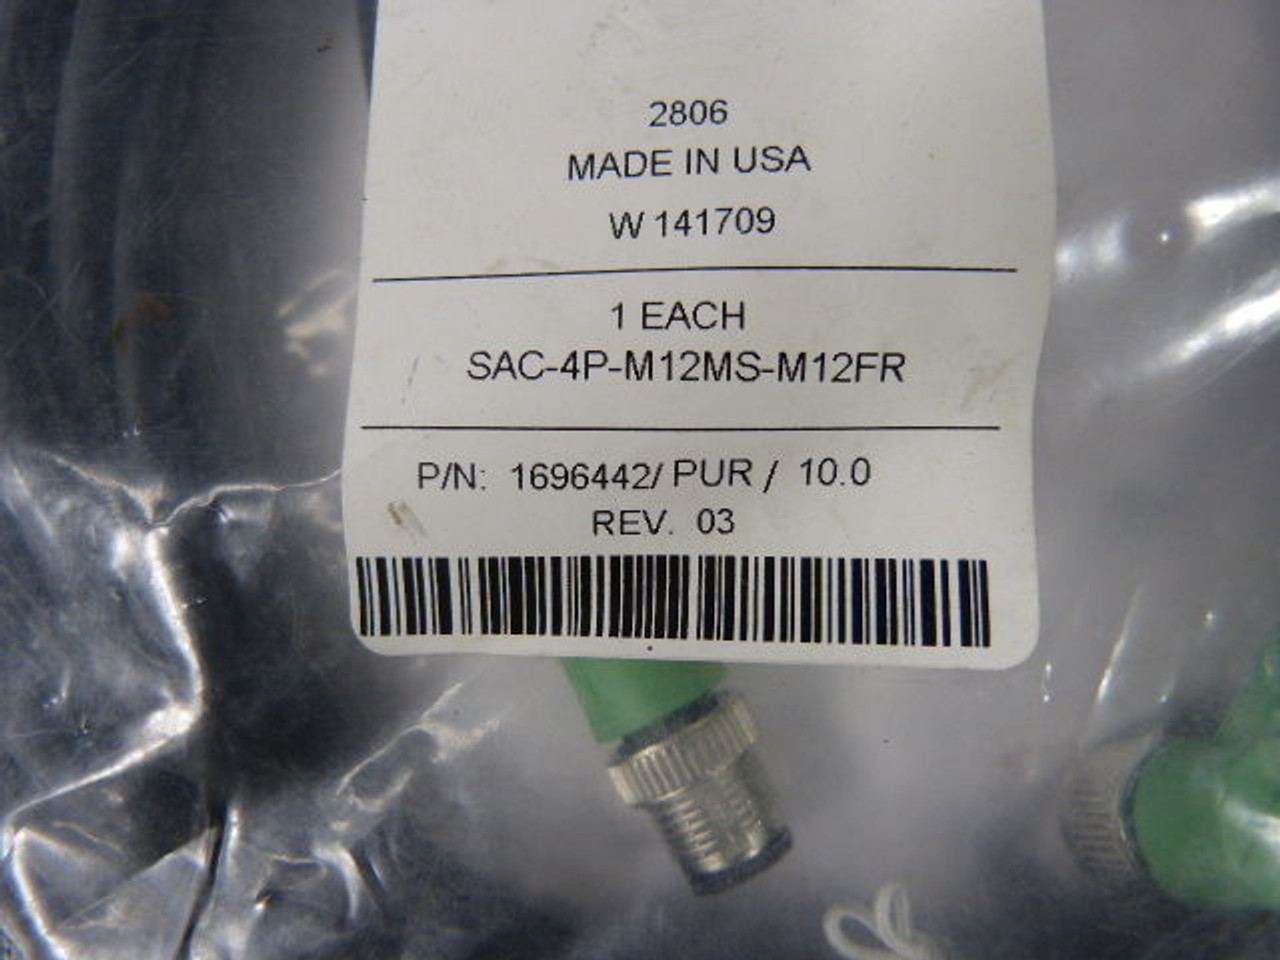 2806
MADE IN USA
W 141709
1 EACH
SAC-4P-M12MS-M12FR
P/N: 1696442/ PUR / 10.0
REV. 03